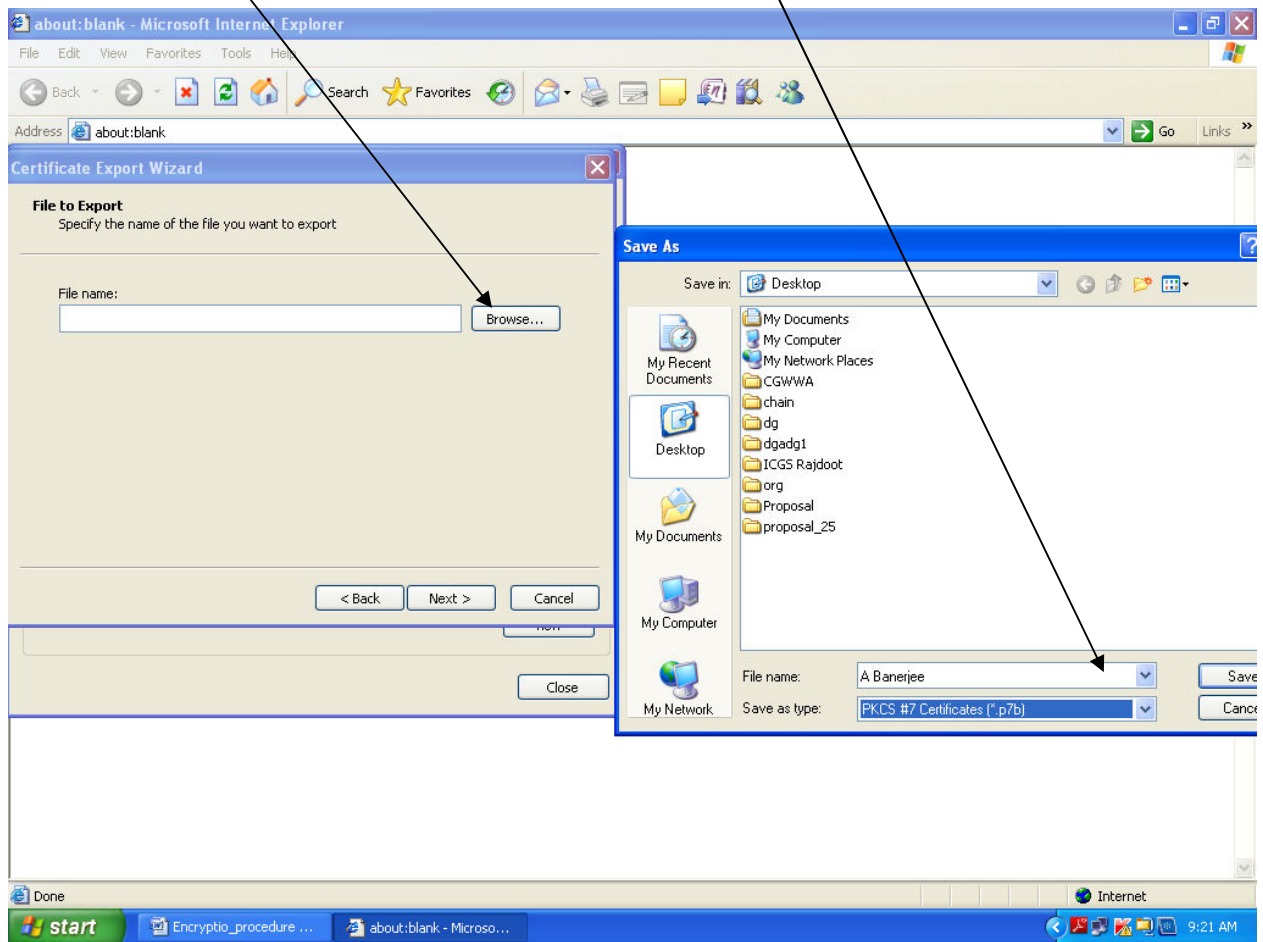 about:blank - Microsoft Internet Explorer
File Edit View Favorites Tools Help
Back Search Favorites
Address about:blank Go Links »
Certificate Export Wizard
File to Export
Specify the name of the file you want to export
File name:
Browse...
< Back Next > Cancel
Close
Save As
Save in: Desktop
My Recent Documents
Desktop
My Documents
My Computer
My Network
My Documents
My Computer
My Network Places
CGWWA
chain
dg
dgadg1
ICGS Rajdoot
org
Proposal
proposal_25
File name: A Banerjee Save
Save as type: PKCS #7 Certificates (*.p7b) Cance
Done Internet
start Encryptio_procedure ... about:blank - Microso... 9:21 AM